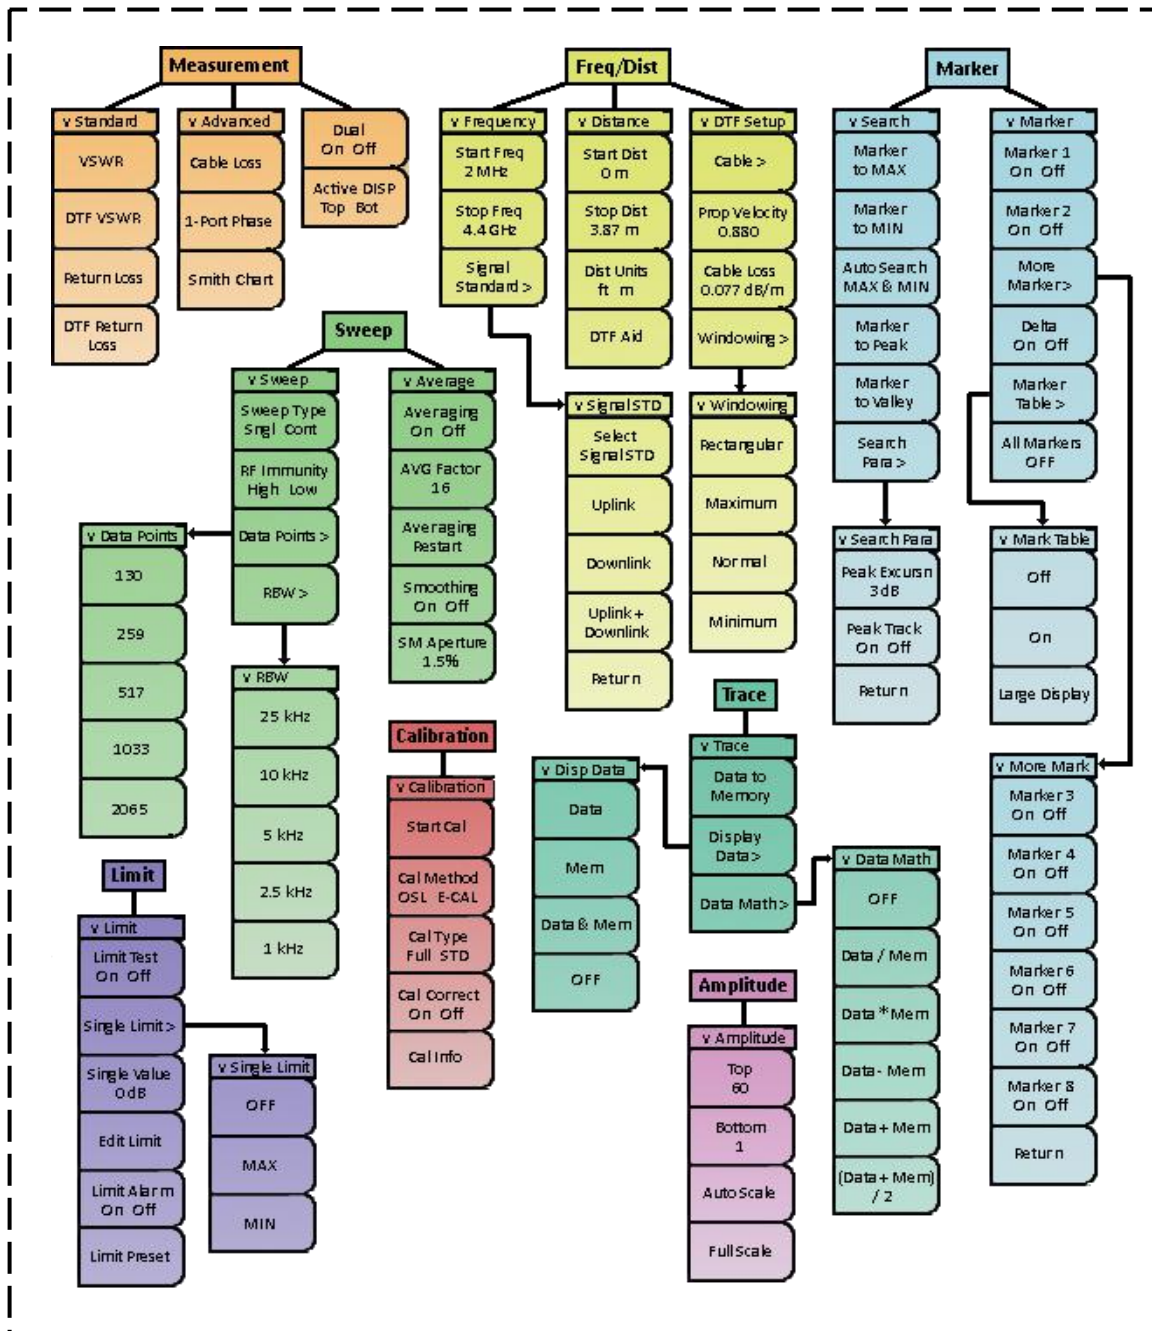 Measurement
v Standard
VSWR
DTF VSWR
Return Loss
DTF Return
Loss
v Advanced
Cable Loss
1-Port Phase
Smith Chart
Dual
On Off
Active DISP
Top Bot
Freq/Dist
v Frequency
Start Freq
2 MHz
Stop Freq
4.4 GHz
Signal
Standard >
v Distance
Start Dist
0 m
Stop Dist
3.87 m
Dist Units
ft m
DTF Aid
v DTF Setup
Cable >
Prop Velocity
0.880
Cable Loss
0.077 dB/m
Windowing >
v Signal STD
Select
Signal STD
Uplink
Downlink
Uplink +
Downlink
Return
v Windowing
Rectangular
Maximum
Normal
Minimum
Marker
v Search
Marker
to MAX
Marker
to MIN
Auto Search
MAX & MIN
Marker
to Peak
Marker
to Valley
Search
Para >
v Marker
Marker 1
On Off
Marker 2
On Off
More
Marker>
Delta
On Off
Marker
Table >
All Markers
OFF
v Search Para
Peak Excursn
3 dB
Peak Track
On Off
Return
v Mark Table
Off
On
Large Display
v More Mark
Marker 3
On Off
Marker 4
On Off
Marker 5
On Off
Marker 6
On Off
Marker 7
On Off
Marker 8
On Off
Return
Sweep
v Sweep
Sweep Type
Sngl Cont
RF Immunity
High Low
Data Points >
RBW >
v Average
Averaging
On Off
AVG Factor
16
Averaging
Restart
Smoothing
On Off
SM Aperture
1.5%
v Data Points
130
259
517
1033
2065
v RBW
25 kHz
10 kHz
5 kHz
2.5 kHz
1 kHz
Calibration
v Calibration
Start Cal
Cal Method
OSL E-CAL
Cal Type
Full STD
Cal Correct
On Off
Cal Info
Trace
v Trace
Data to
Memory
Display
Data>
Data Math>
v Disp Data
Data
Mem
Data & Mem
OFF
v Data Math
OFF
Data / Mem
Data * Mem
Data - Mem
Data + Mem
(Data + Mem)
/ 2
Limit
v Limit
Limit Test
On Off
Single Limit >
Single Value
0 dB
Edit Limit
Limit Alarm
On Off
Limit Preset
v Single Limit
OFF
MAX
MIN
Amplitude
v Amplitude
Top
60
Bottom
1
Auto Scale
Full Scale